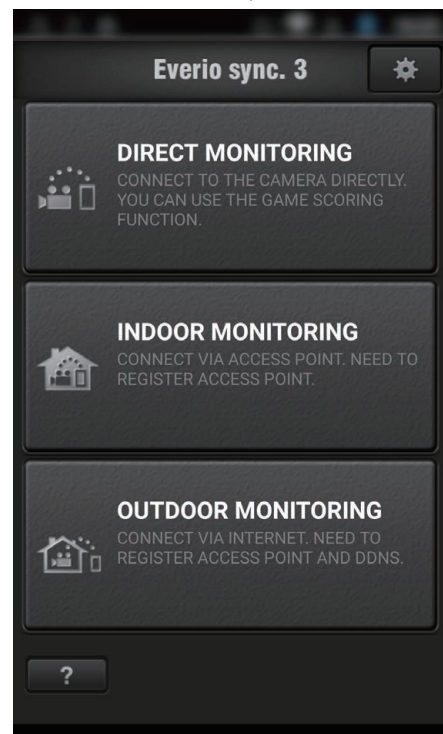 Everio sync. 3
DIRECT MONITORING
CONNECT TO THE CAMERA DIRECTLY.
YOU CAN USE THE GAME SCORING
FUNCTION.
INDOOR MONITORING
CONNECT VIA ACCESS POINT. NEED TO
REGISTER ACCESS POINT.
OUTDOOR MONITORING
CONNECT VIA INTERNET. NEED TO
REGISTER ACCESS POINT AND DDNS.
?